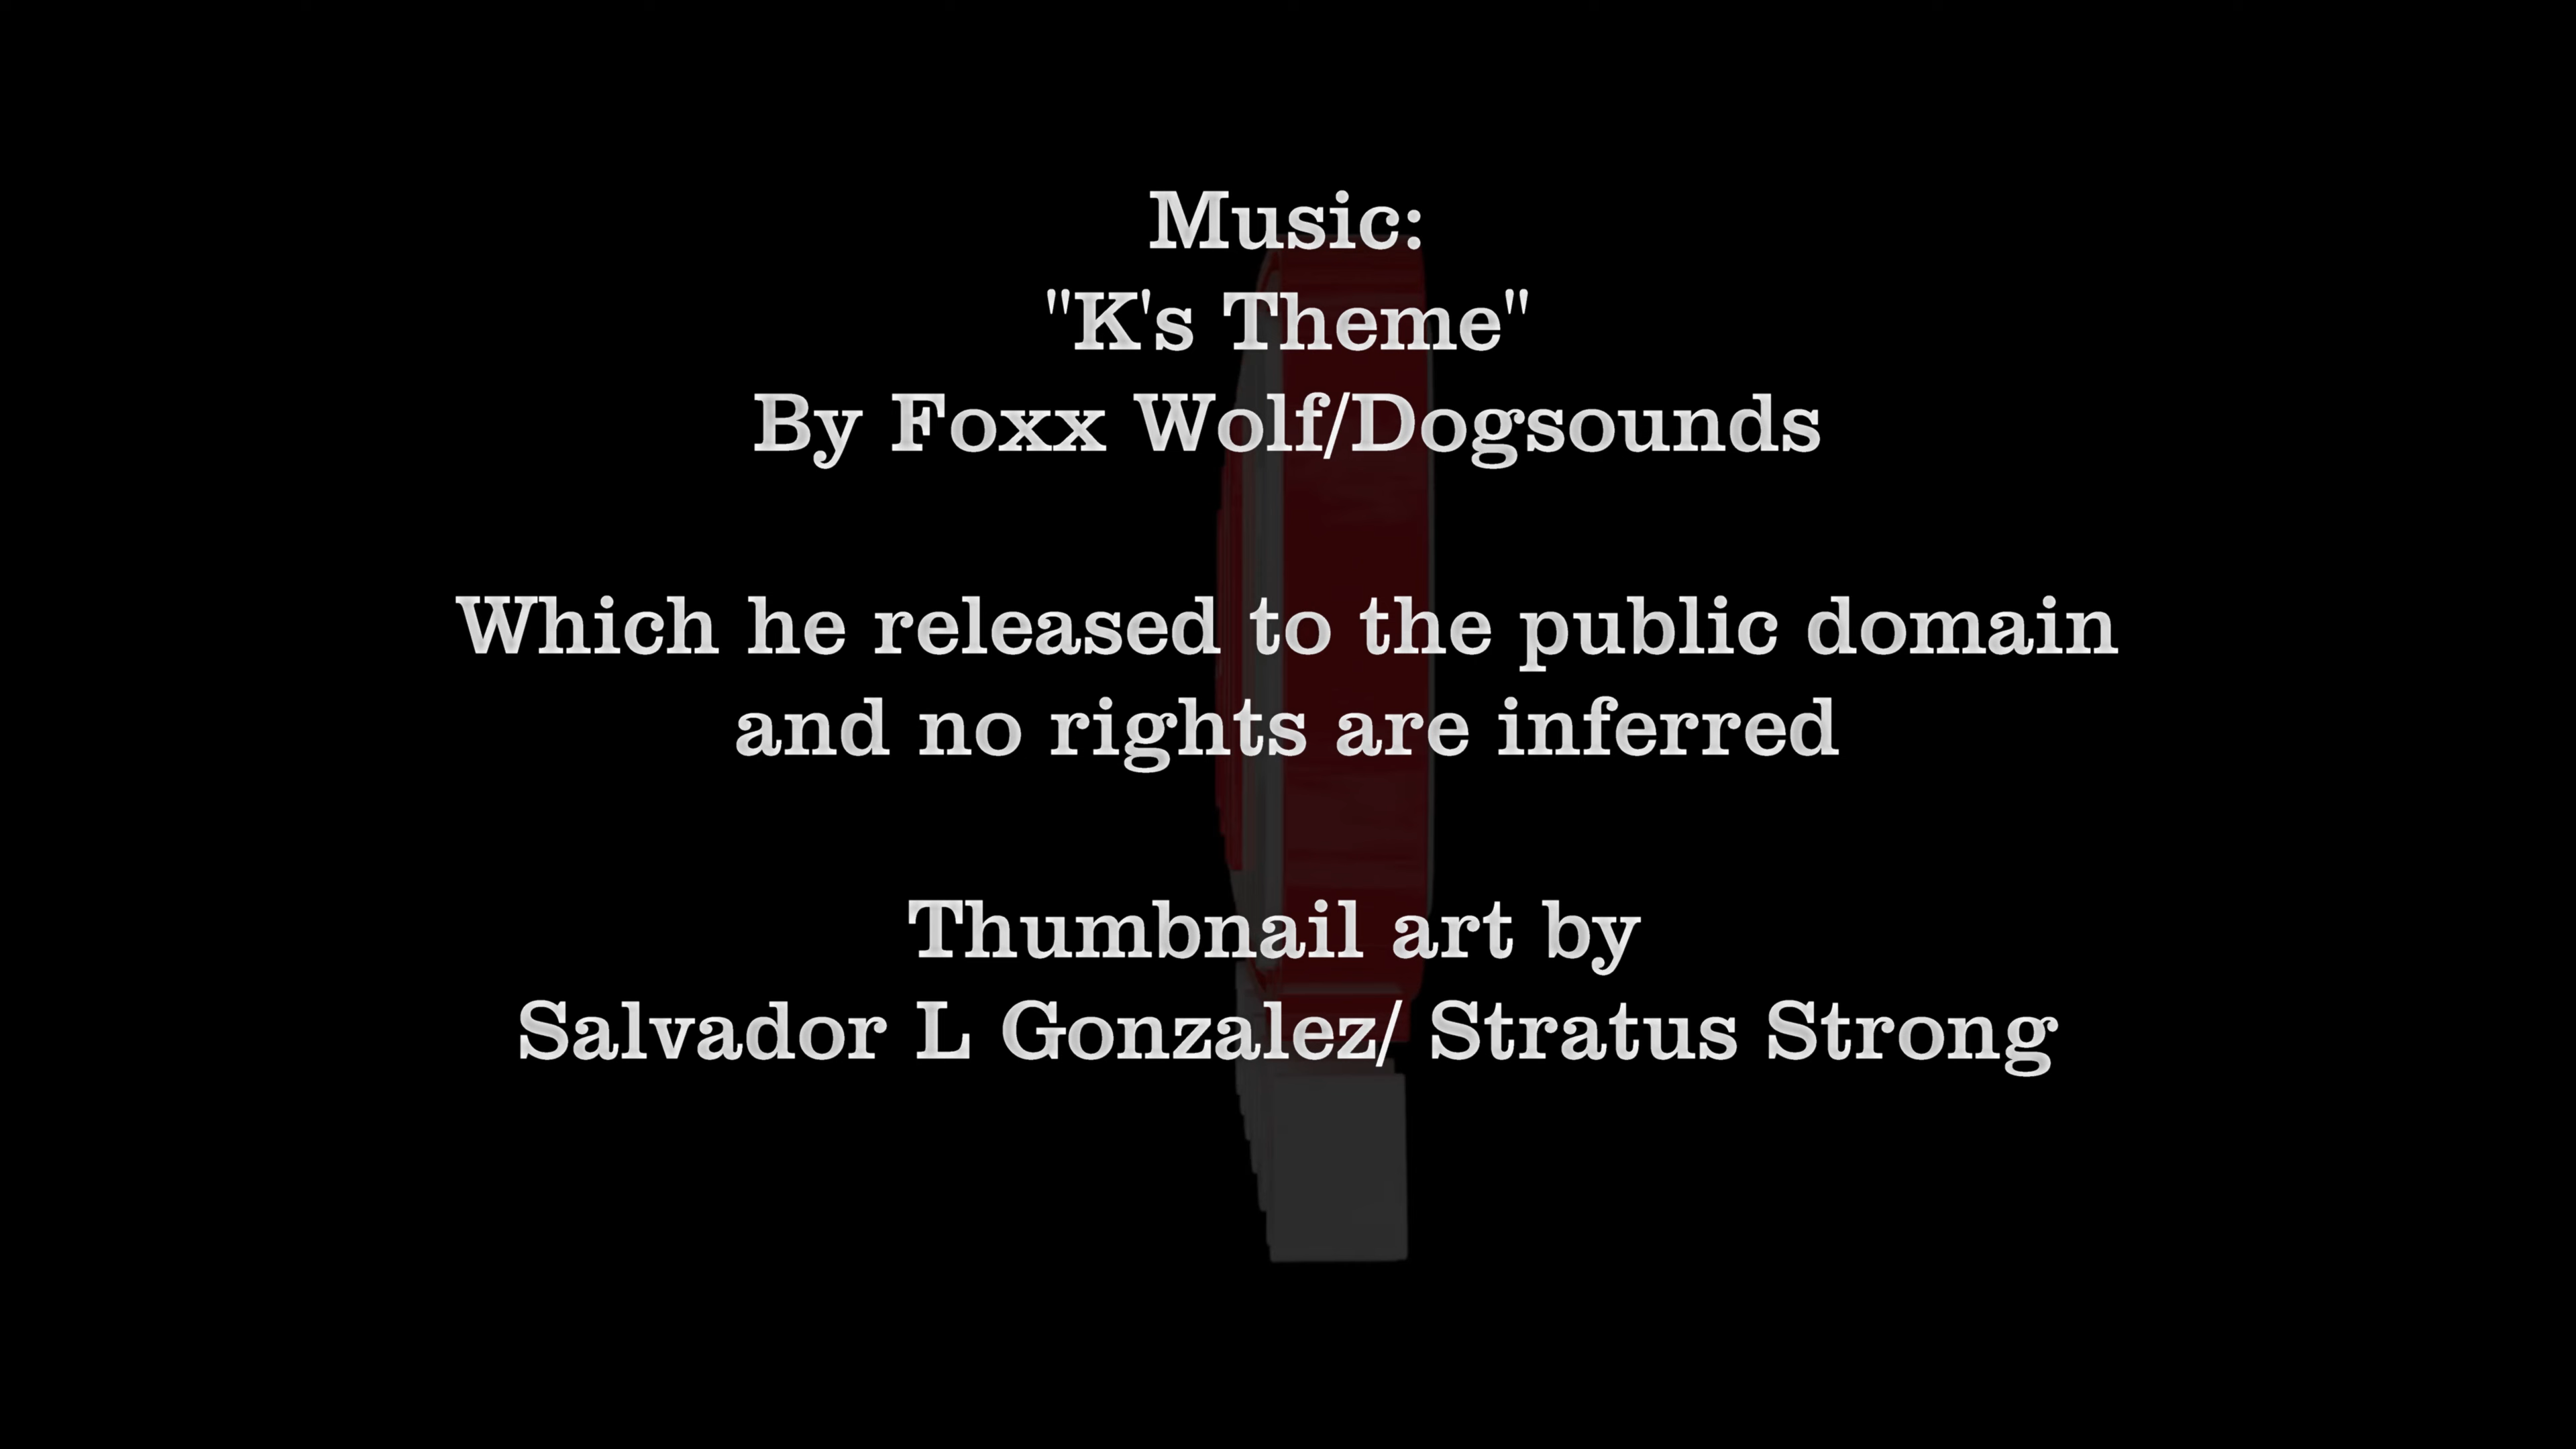 Music:
"K's Theme"
By Foxx Wolf/Dogsounds
Which he released to the public domain
and no rights are inferred
Thumbnail art by
Salvador L Gonzalez/ Stratus Strong